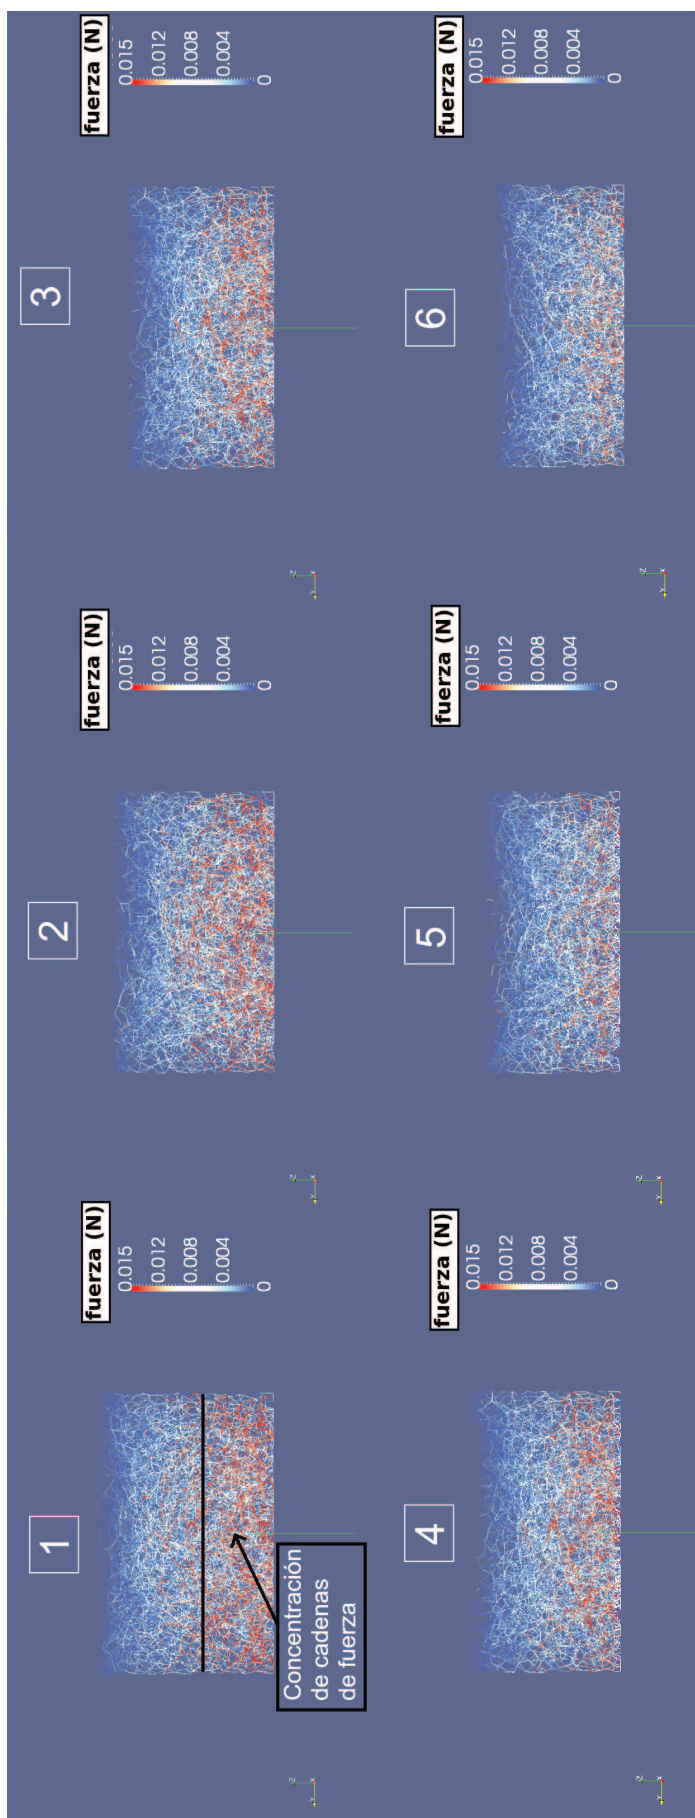 1
fuerza (N)
0.015
0.012
0.008
0.004
0
Concentración
de cadenas
de fuerza
Z
Y X
2
fuerza (N)
0.015
0.012
0.008
0.004
0
Z
Y X
3
fuerza (N)
0.015
0.012
0.008
0.004
0
Z
Y X
4
fuerza (N)
0.015
0.012
0.008
0.004
0
Z
Y X
5
fuerza (N)
0.015
0.012
0.008
0.004
0
Z
Y X
6
fuerza (N)
0.015
0.012
0.008
0.004
0
Z
Y X